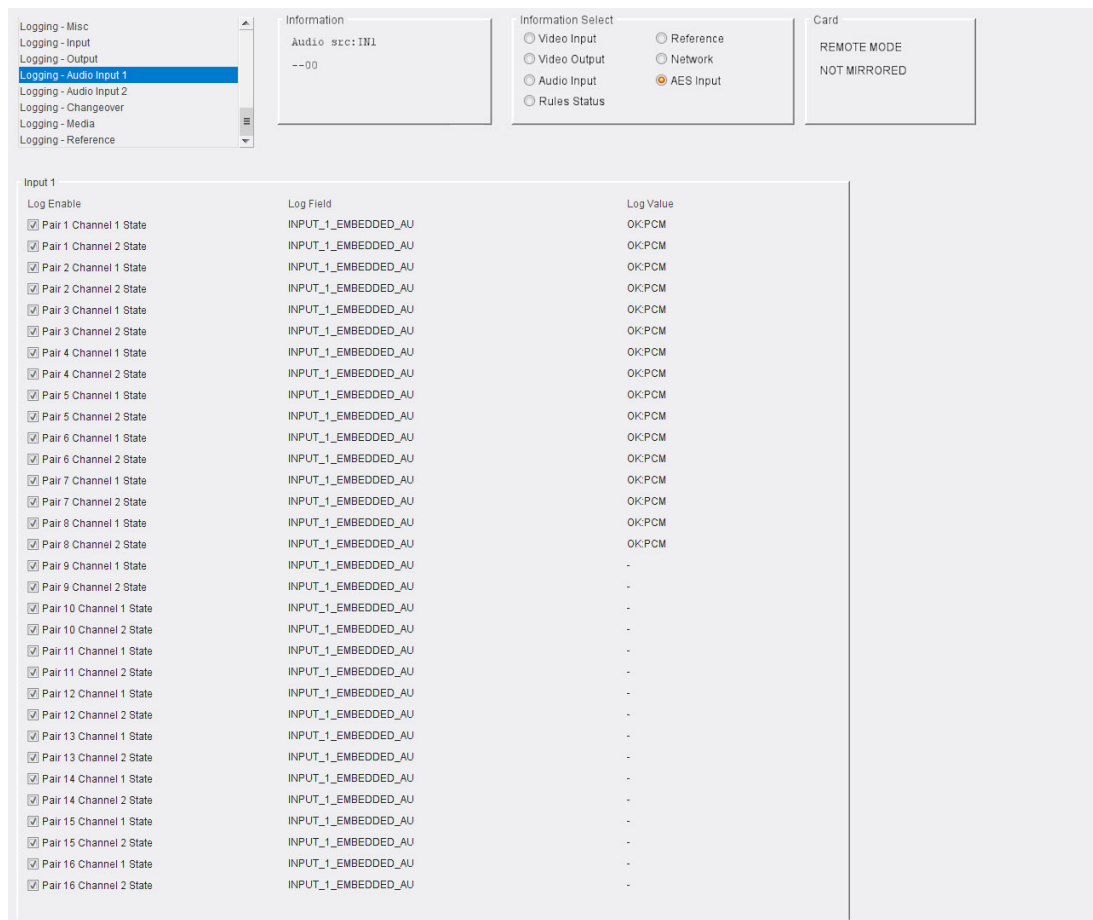 Logging - Misc
Logging - Input
Logging - Output
Logging - Audio Input 1
Logging - Audio Input 2
Logging - Changeover
Logging - Media
Logging - Reference
Information
Audio src:IN1
--00
Information Select
Video Input
Reference
Video Output
Network
Audio Input
AES Input
Rules Status
Card
REMOTE MODE
NOT MIRRORED
Input 1
Log Enable Log Field Log Value
Pair 1 Channel 1 State INPUT_1_EMBEDDED_AU OK:PCM
Pair 1 Channel 2 State INPUT_1_EMBEDDED_AU OK:PCM
Pair 2 Channel 1 State INPUT_1_EMBEDDED_AU OK:PCM
Pair 2 Channel 2 State INPUT_1_EMBEDDED_AU OK:PCM
Pair 3 Channel 1 State INPUT_1_EMBEDDED_AU OK:PCM
Pair 3 Channel 2 State INPUT_1_EMBEDDED_AU OK:PCM
Pair 4 Channel 1 State INPUT_1_EMBEDDED_AU OK:PCM
Pair 4 Channel 2 State INPUT_1_EMBEDDED_AU OK:PCM
Pair 5 Channel 1 State INPUT_1_EMBEDDED_AU OK:PCM
Pair 5 Channel 2 State INPUT_1_EMBEDDED_AU OK:PCM
Pair 6 Channel 1 State INPUT_1_EMBEDDED_AU OK:PCM
Pair 6 Channel 2 State INPUT_1_EMBEDDED_AU OK:PCM
Pair 7 Channel 1 State INPUT_1_EMBEDDED_AU OK:PCM
Pair 7 Channel 2 State INPUT_1_EMBEDDED_AU OK:PCM
Pair 8 Channel 1 State INPUT_1_EMBEDDED_AU OK:PCM
Pair 8 Channel 2 State INPUT_1_EMBEDDED_AU OK:PCM
Pair 9 Channel 1 State INPUT_1_EMBEDDED_AU -
Pair 9 Channel 2 State INPUT_1_EMBEDDED_AU -
Pair 10 Channel 1 State INPUT_1_EMBEDDED_AU -
Pair 10 Channel 2 State INPUT_1_EMBEDDED_AU -
Pair 11 Channel 1 State INPUT_1_EMBEDDED_AU -
Pair 11 Channel 2 State INPUT_1_EMBEDDED_AU -
Pair 12 Channel 1 State INPUT_1_EMBEDDED_AU -
Pair 12 Channel 2 State INPUT_1_EMBEDDED_AU -
Pair 13 Channel 1 State INPUT_1_EMBEDDED_AU -
Pair 13 Channel 2 State INPUT_1_EMBEDDED_AU -
Pair 14 Channel 1 State INPUT_1_EMBEDDED_AU -
Pair 14 Channel 2 State INPUT_1_EMBEDDED_AU -
Pair 15 Channel 1 State INPUT_1_EMBEDDED_AU -
Pair 15 Channel 2 State INPUT_1_EMBEDDED_AU -
Pair 16 Channel 1 State INPUT_1_EMBEDDED_AU -
Pair 16 Channel 2 State INPUT_1_EMBEDDED_AU -